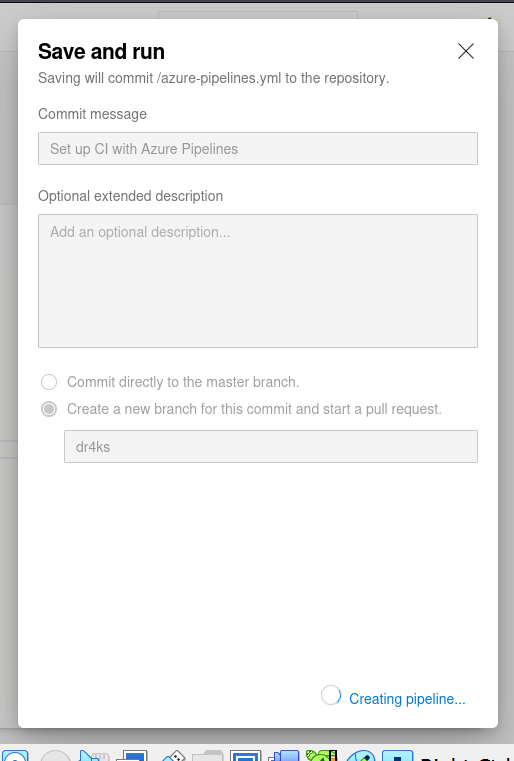 Save and run
Saving will commit /azure-pipelines.yml to the repository.
Commit message
Set up CI with Azure Pipelines
Optional extended description
Add an optional description...
Commit directly to the master branch.
Create a new branch for this commit and start a pull request.
dr4ks
Creating pipeline...